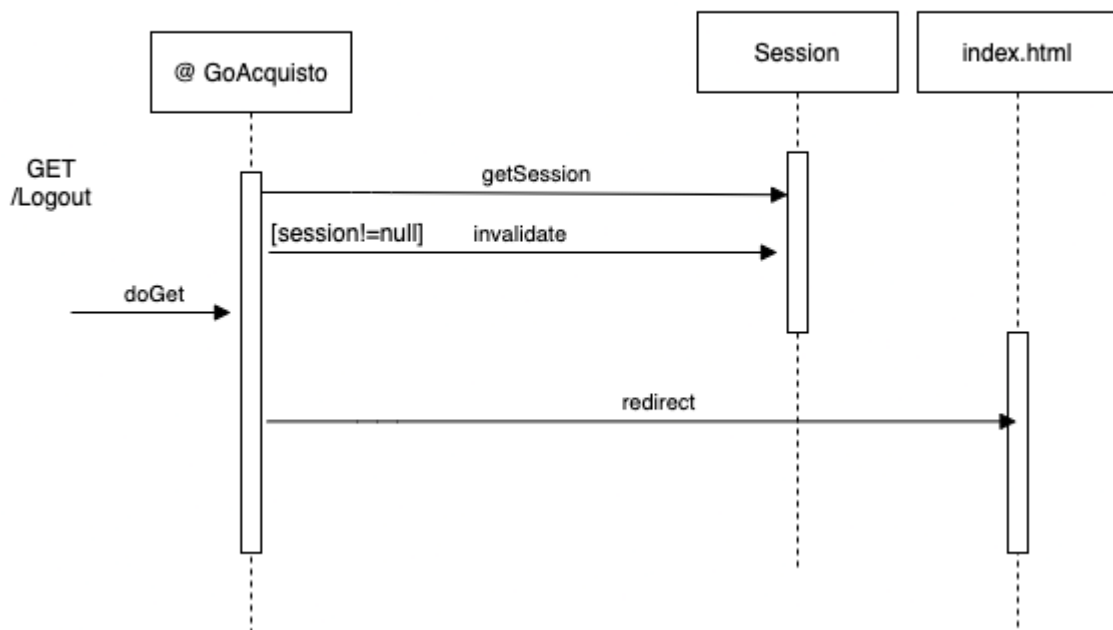 @ GoAcquisto
Session
index.html
GET
/Logout
getSession
[session!=null]
invalidate
doGet
redirect